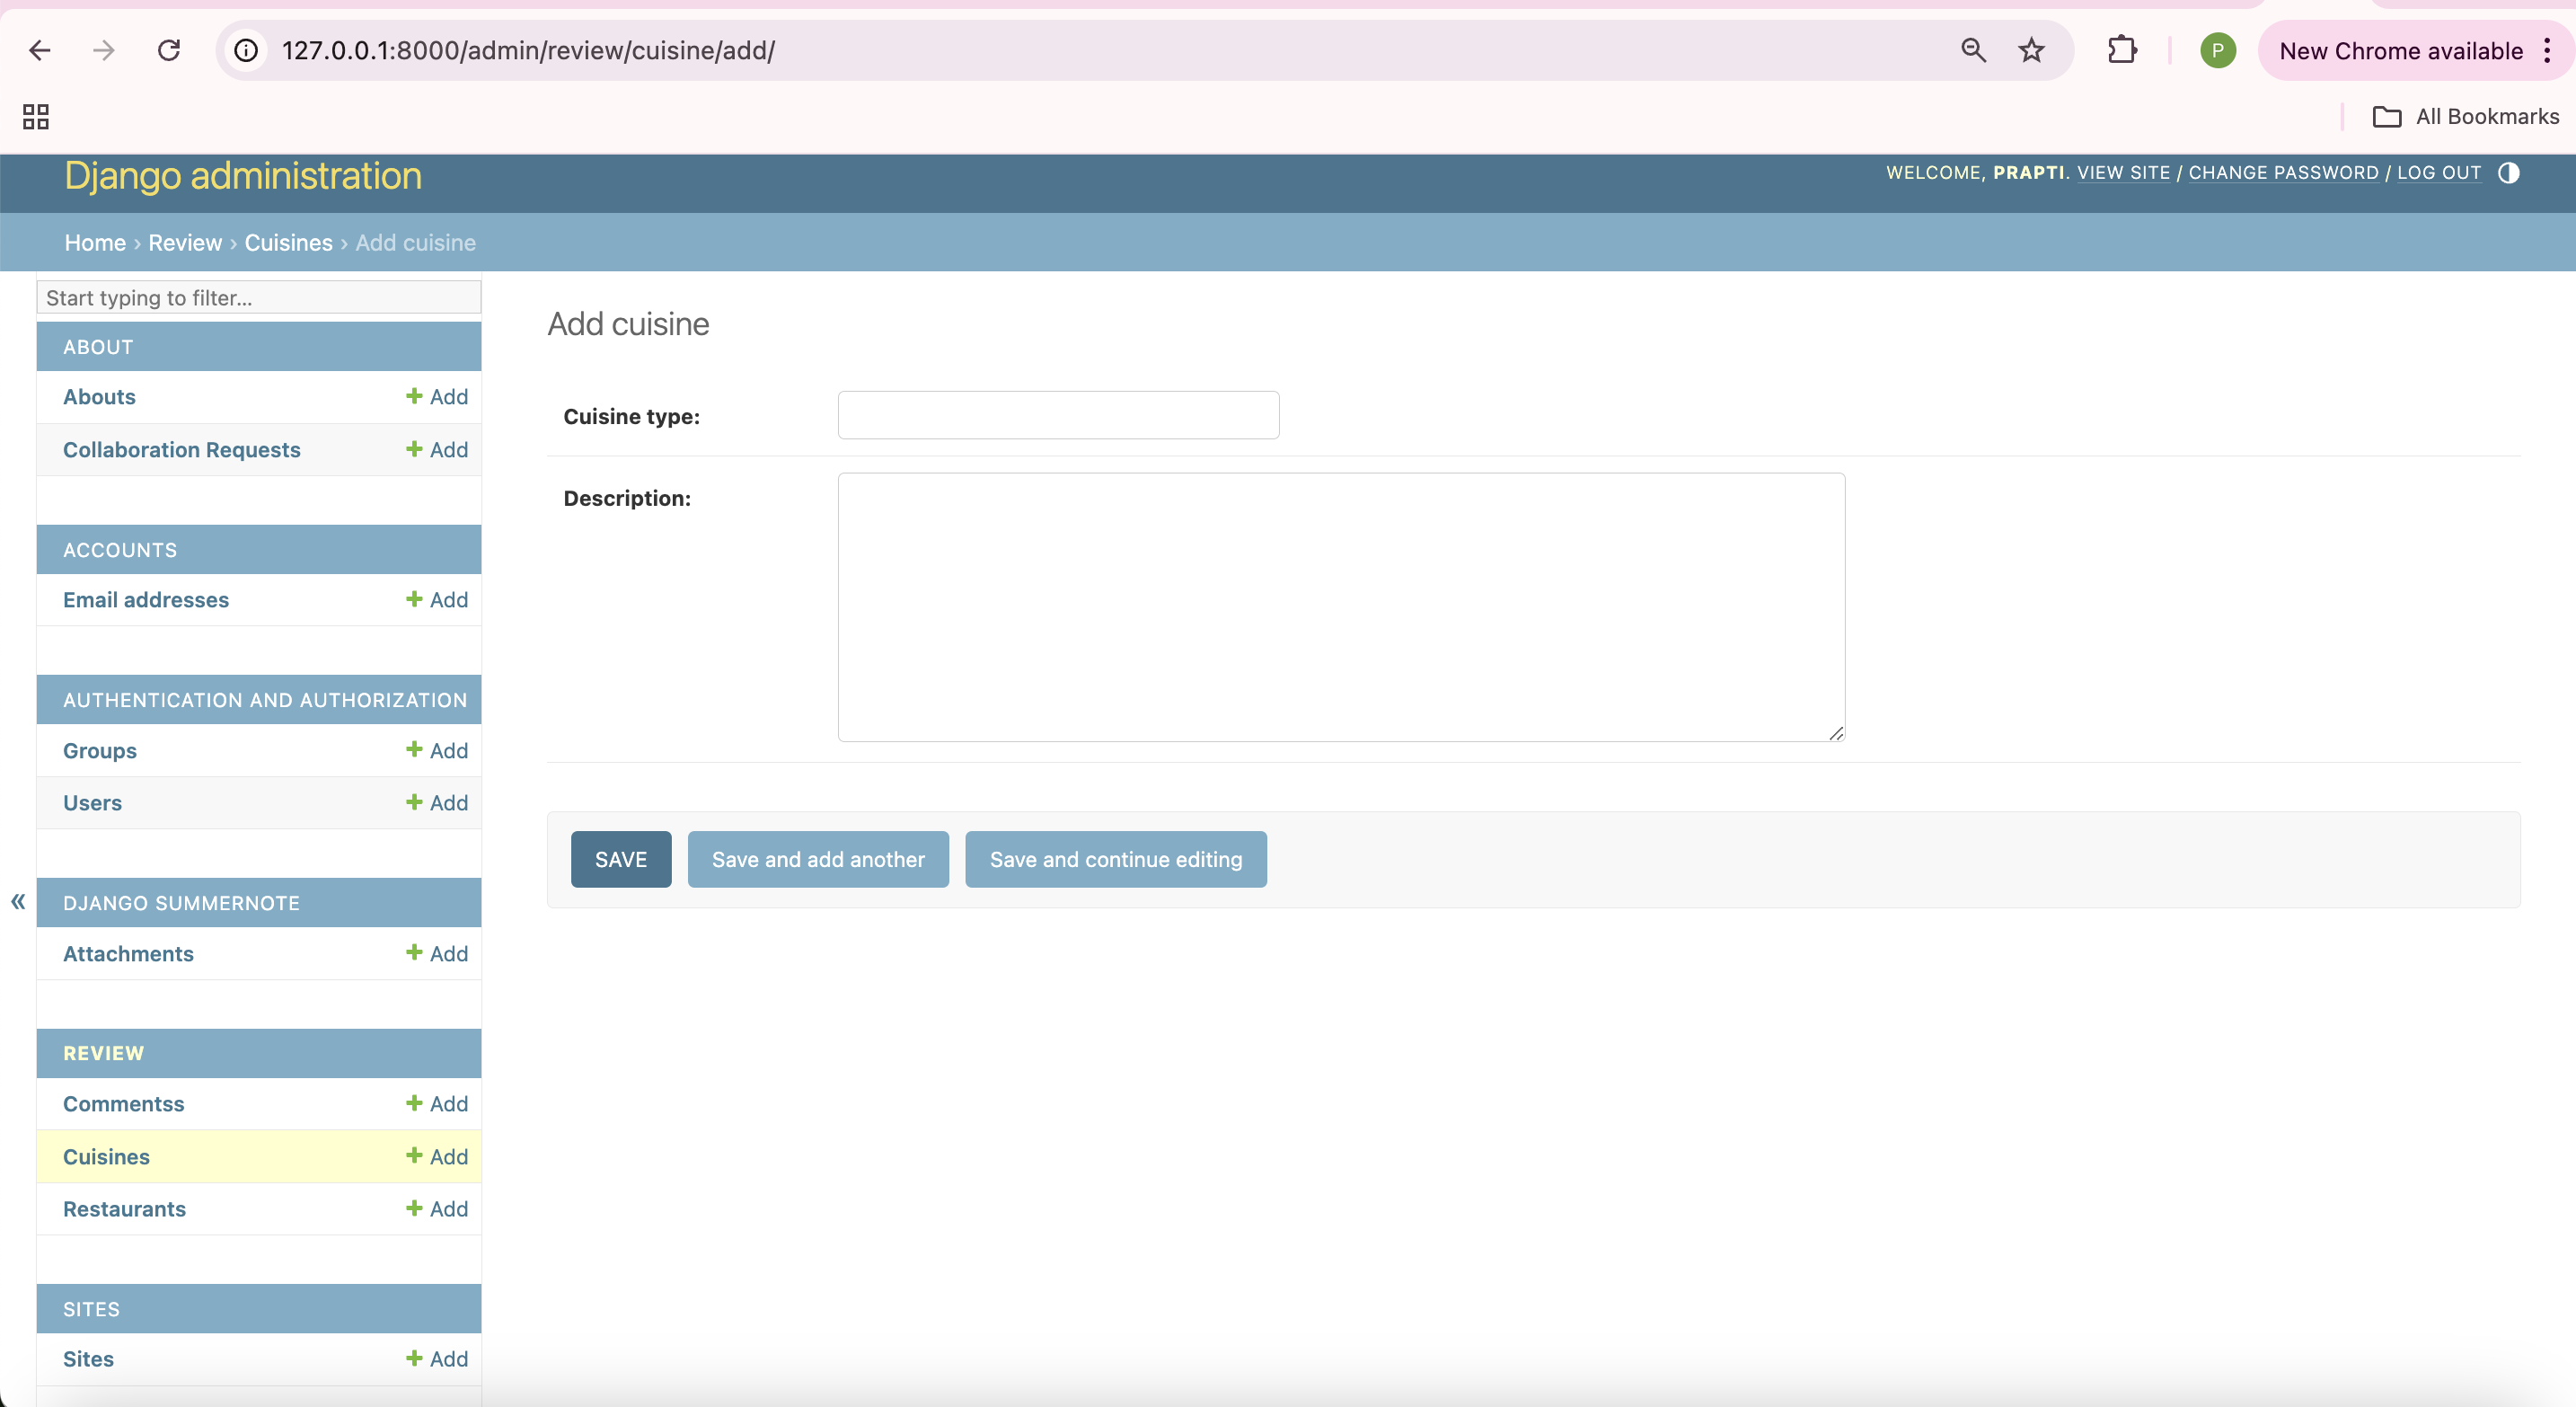 127.0.0.1:8000/admin/review/cuisine/add/
P
New Chrome available
All Bookmarks
Django administration
WELCOME, PRAPTI. VIEW SITE / CHANGE PASSWORD / LOG OUT
Home › Review › Cuisines › Add cuisine
Start typing to filter...
ABOUT
Abouts + Add
Collaboration Requests + Add
ACCOUNTS
Email addresses + Add
AUTHENTICATION AND AUTHORIZATION
Groups + Add
Users + Add
«
DJANGO SUMMERNOTE
Attachments + Add
REVIEW
Commentss + Add
Cuisines + Add
Restaurants + Add
SITES
Sites + Add
Add cuisine
Cuisine type:
Description:
SAVE Save and add another Save and continue editing